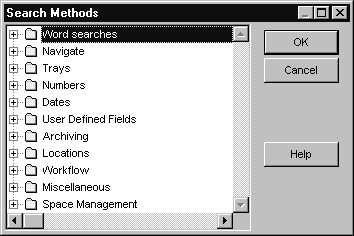 Search Methods
Word searches
Navigate
Trays
Numbers
Dates
User Defined Fields
Archiving
Locations
Workflow
Miscellaneous
Space Management
OK
Cancel
Help